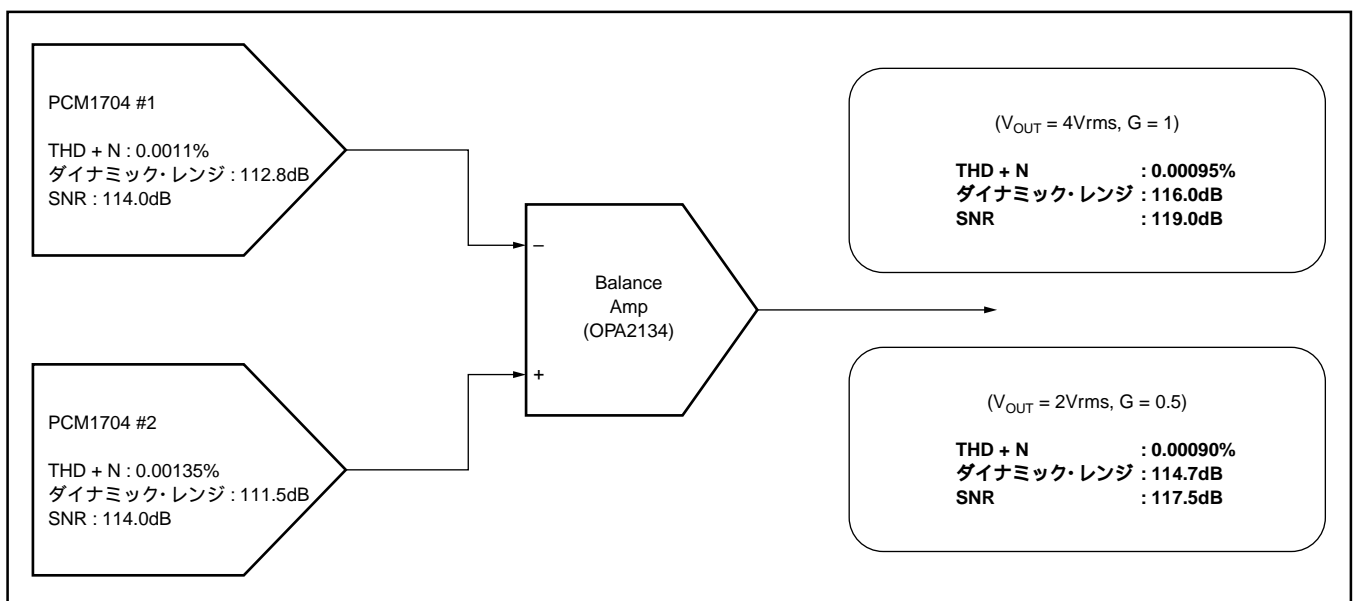 PCM1704 #1
THD + N : 0.0011%
ダイナミック・レンジ : 112.8dB
SNR : 114.0dB
PCM1704 #2
THD + N : 0.00135%
ダイナミック・レンジ : 111.5dB
SNR : 114.0dB
–
+
Balance
Amp
(OPA2134)
(VOUT = 4Vrms, G = 1)
THD + N : 0.00095%
ダイナミック・レンジ : 116.0dB
SNR : 119.0dB
(VOUT = 2Vrms, G = 0.5)
THD + N : 0.00090%
ダイナミック・レンジ : 114.7dB
SNR : 117.5dB